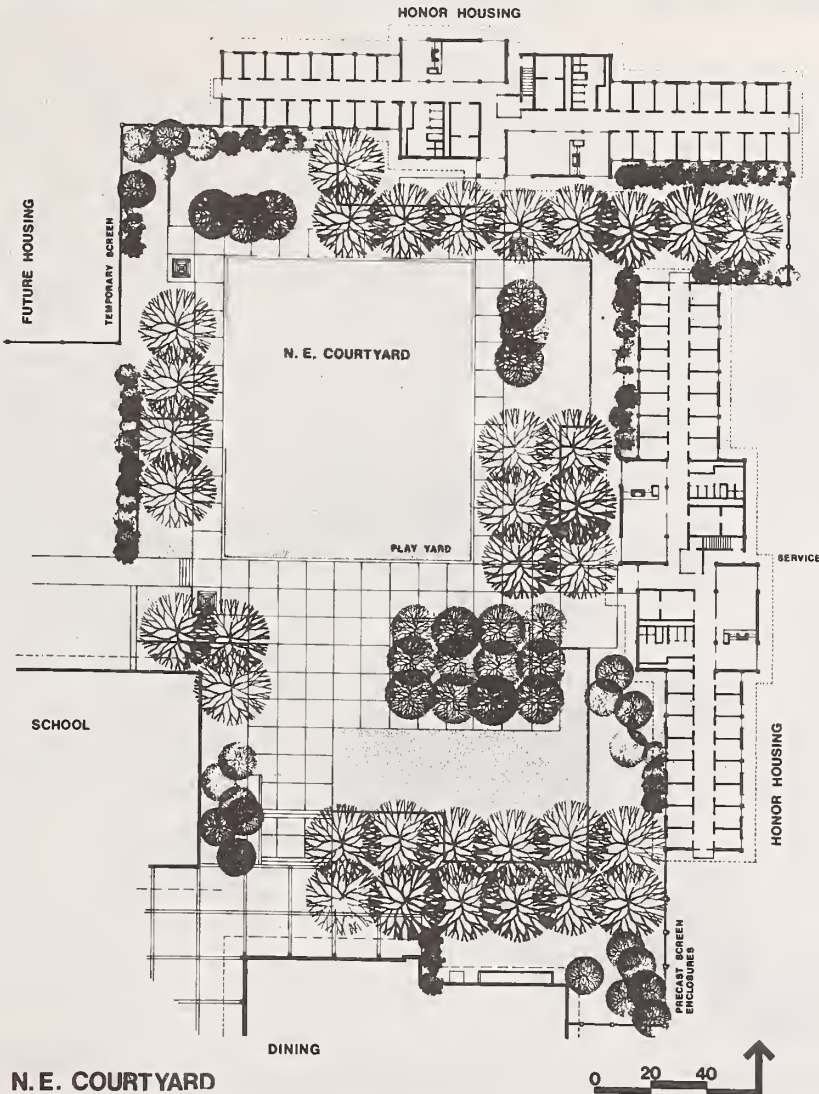 HONOR HOUSING
FUTURE HOUSING
TEMPORARY SCREEN
N. E. COURTYARD
PLAY YARD
SERVICE
SCHOOL
HONOR HOUSING
PRECAST SCREEN
ENCLOSURES
DINING
N. E. COURTYARD
0 20 40